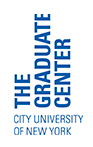 THE
GRADUATE
CENTER
CITY UNIVERSITY
OF NEW YORK